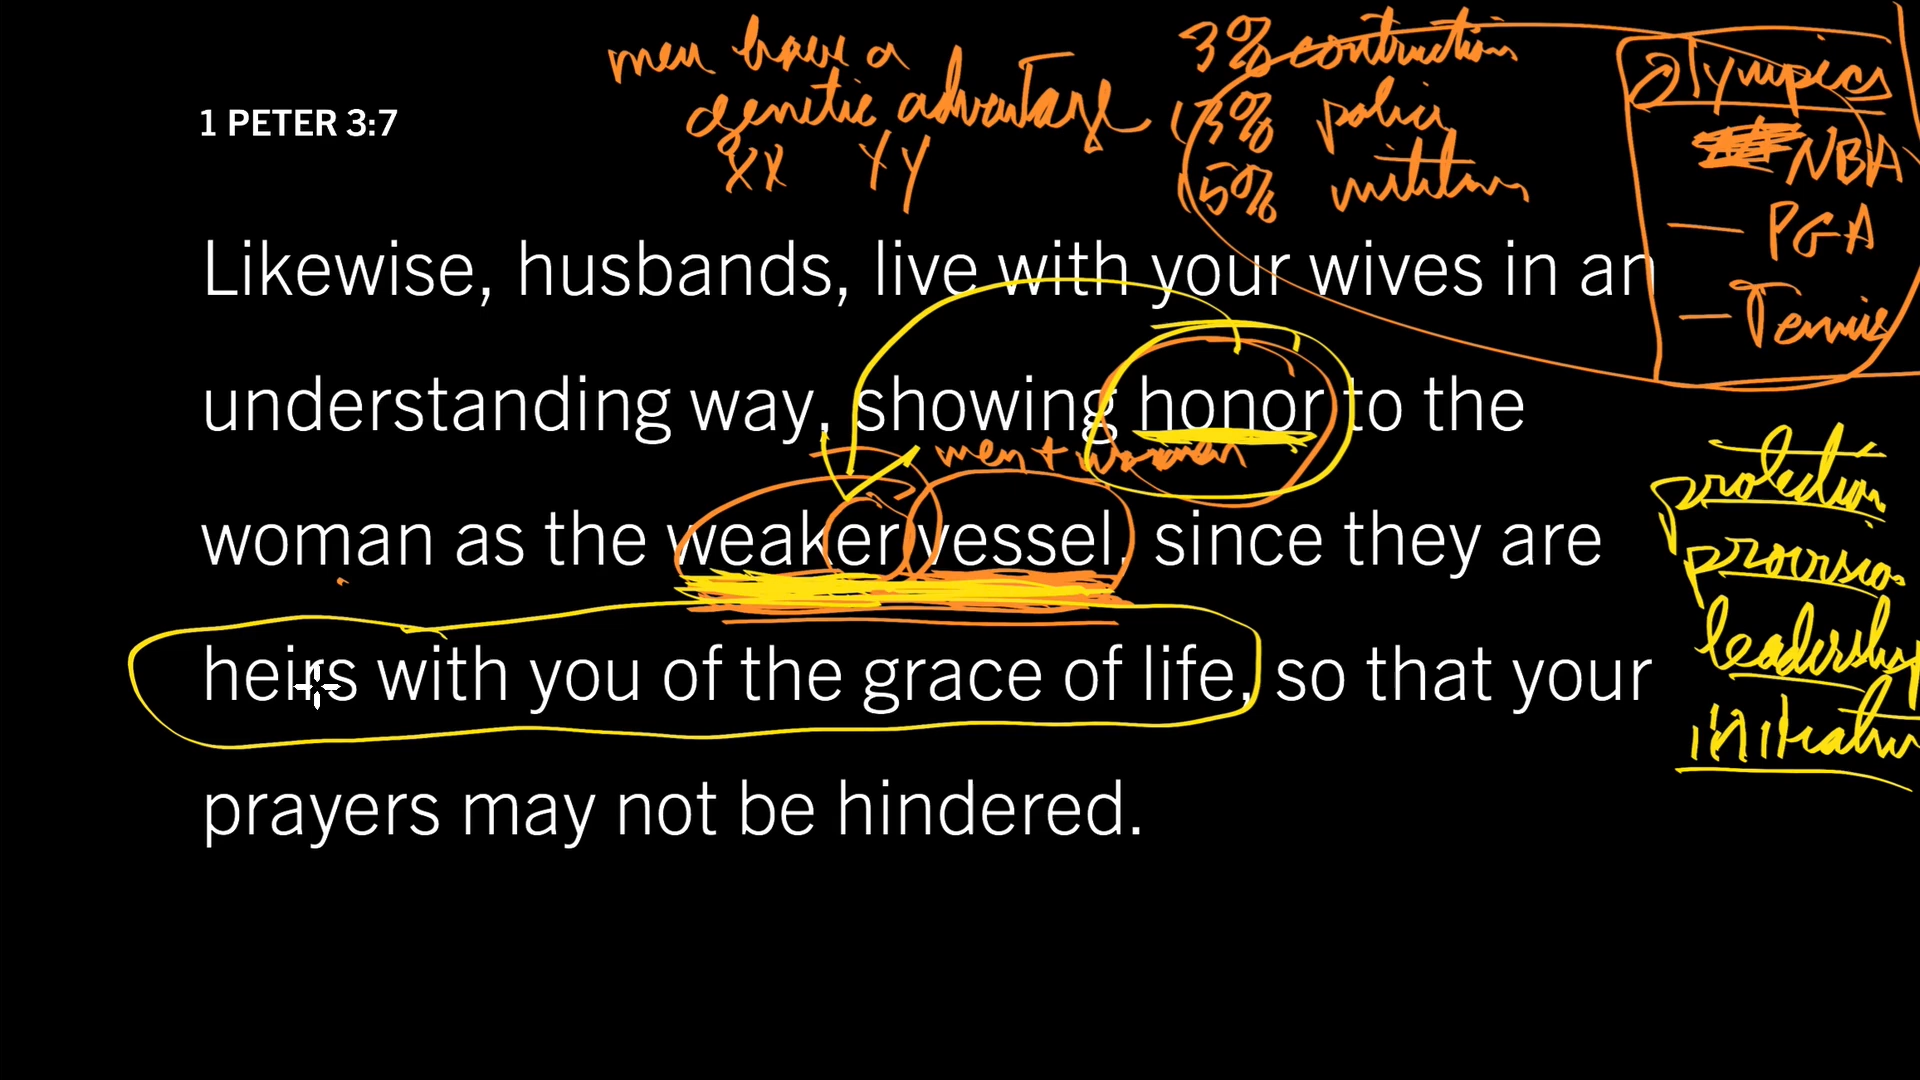 men have a
genetic advantage
XX YY
3% contruction
13% police
15% military
Olympics
NBA
— PGA
— Tennis
1 PETER 3:7
Likewise, husbands, live with your wives in an
understanding way, showing honor to the
men + women
woman as the weaker vessel, since they are
heirs with you of the grace of life, so that your
prayers may not be hindered.
protection
provision
leadership
initiative